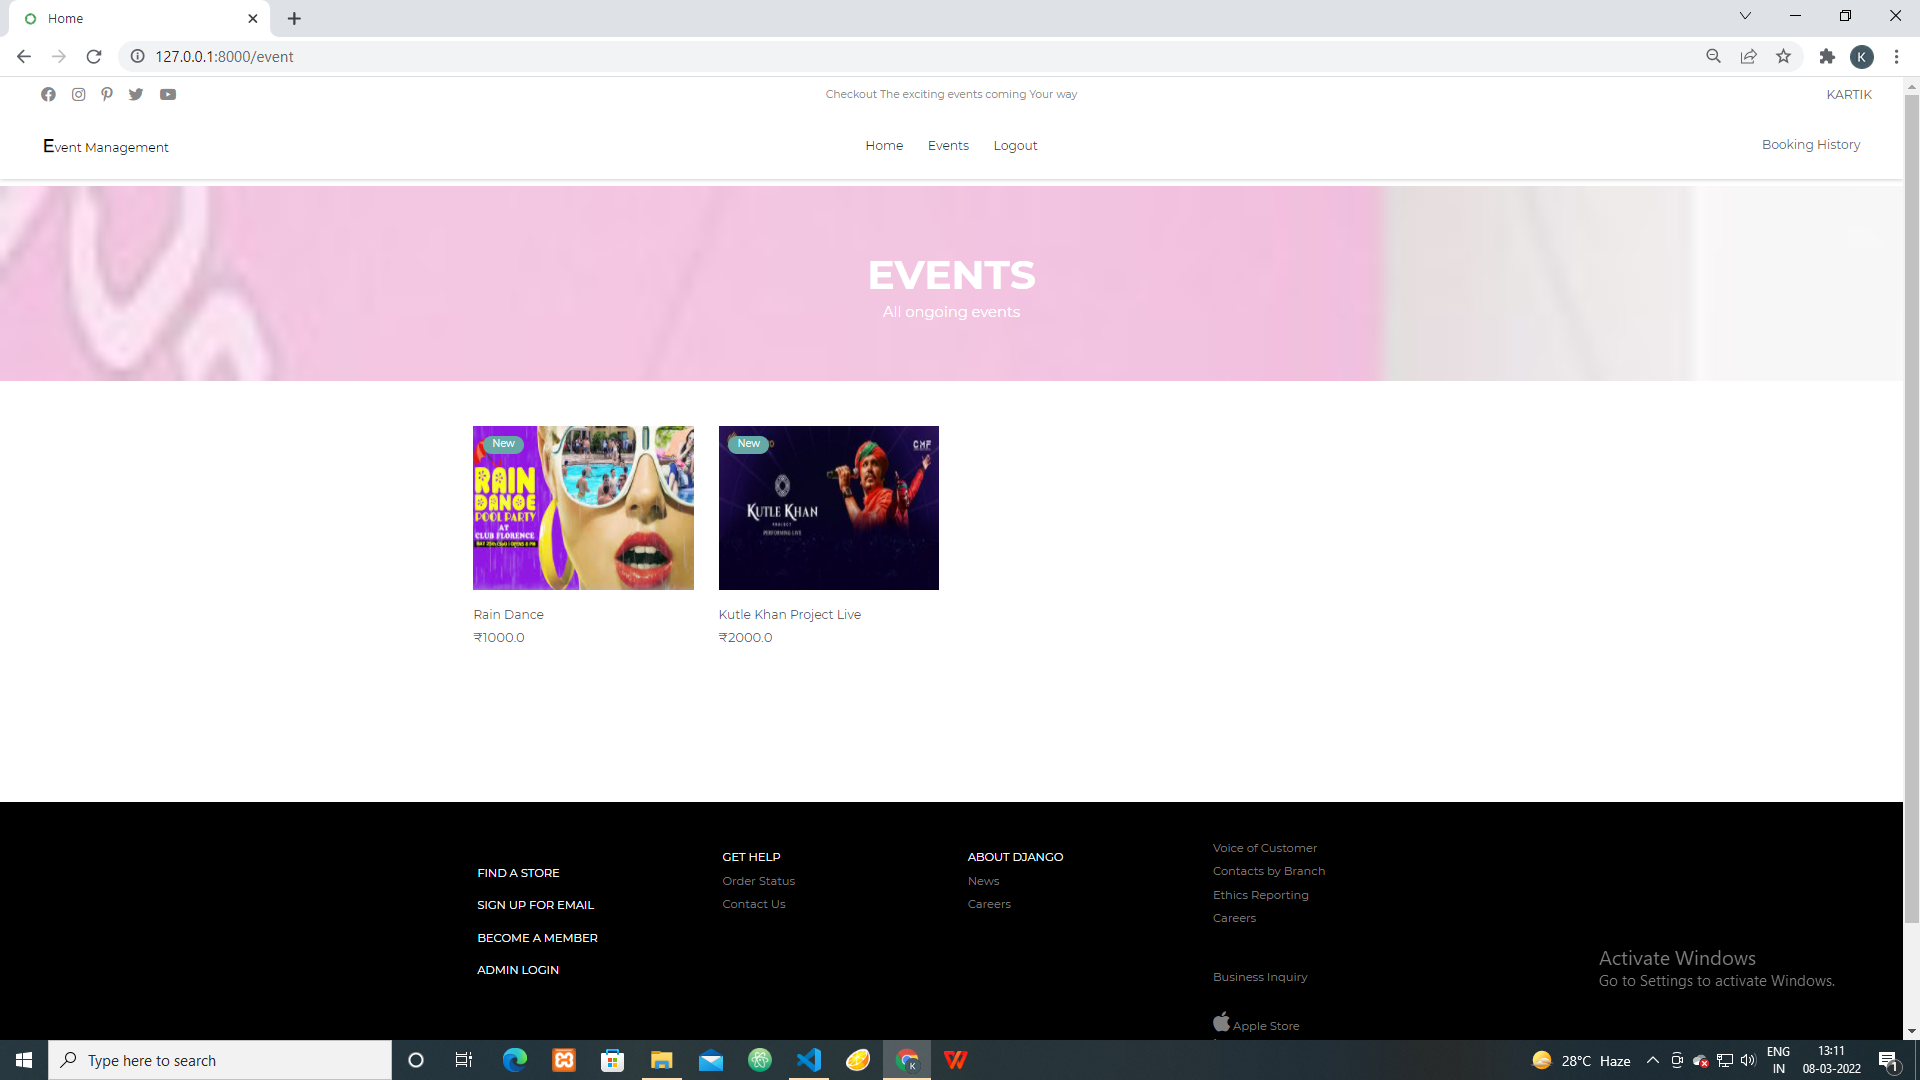 Home
127.0.0.1:8000/event
K
Checkout The exciting events coming Your way
KARTIK
Event Management
Home Events Logout
Booking History
EVENTS
All ongoing events
New
RAIN
DANCE
POOL PARTY
AT
CLUB FLORENCE
New
CMF
KUTLE KHAN
PROJECT
PERFORMING LIVE
Rain Dance
₹1000.0
Kutle Khan Project Live
₹2000.0
FIND A STORE
SIGN UP FOR EMAIL
BECOME A MEMBER
ADMIN LOGIN
GET HELP
Order Status
Contact Us
ABOUT DJANGO
News
Careers
Voice of Customer
Contacts by Branch
Ethics Reporting
Careers
Business Inquiry
Apple Store
Activate Windows
Go to Settings to activate Windows.
Type here to search
28°C Haze
ENG
IN
13:11
08-03-2022
1